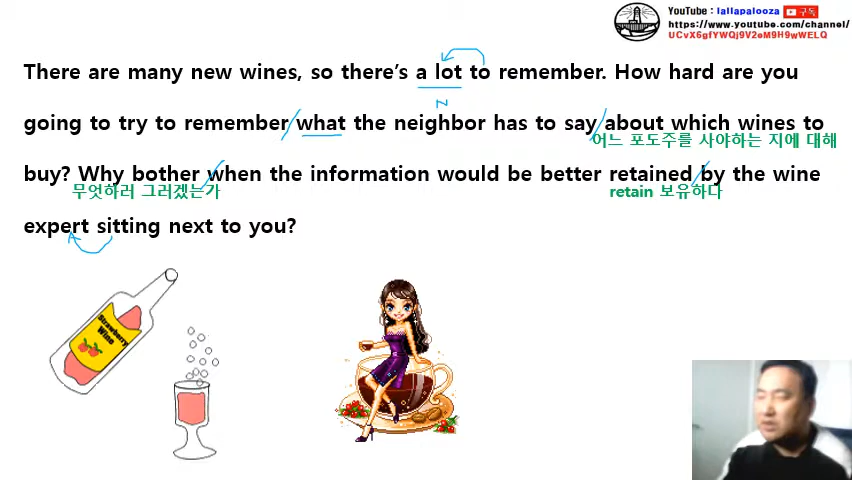 YouTube : lallapalooza 구독
https://www.youtube.com/channel/
UCvX6gfYWQj9V2eM9H9wWELQ
There are many new wines, so there's a lot to remember. How hard are you
N
going to try to remember what the neighbor has to say about which wines to
어느 포도주를 사야하는 지에 대해
buy? Why bother when the information would be better retained by the wine
무엇하러 그러겠는가
retain 보유하다
expert sitting next to you?
Strawberry
Wine